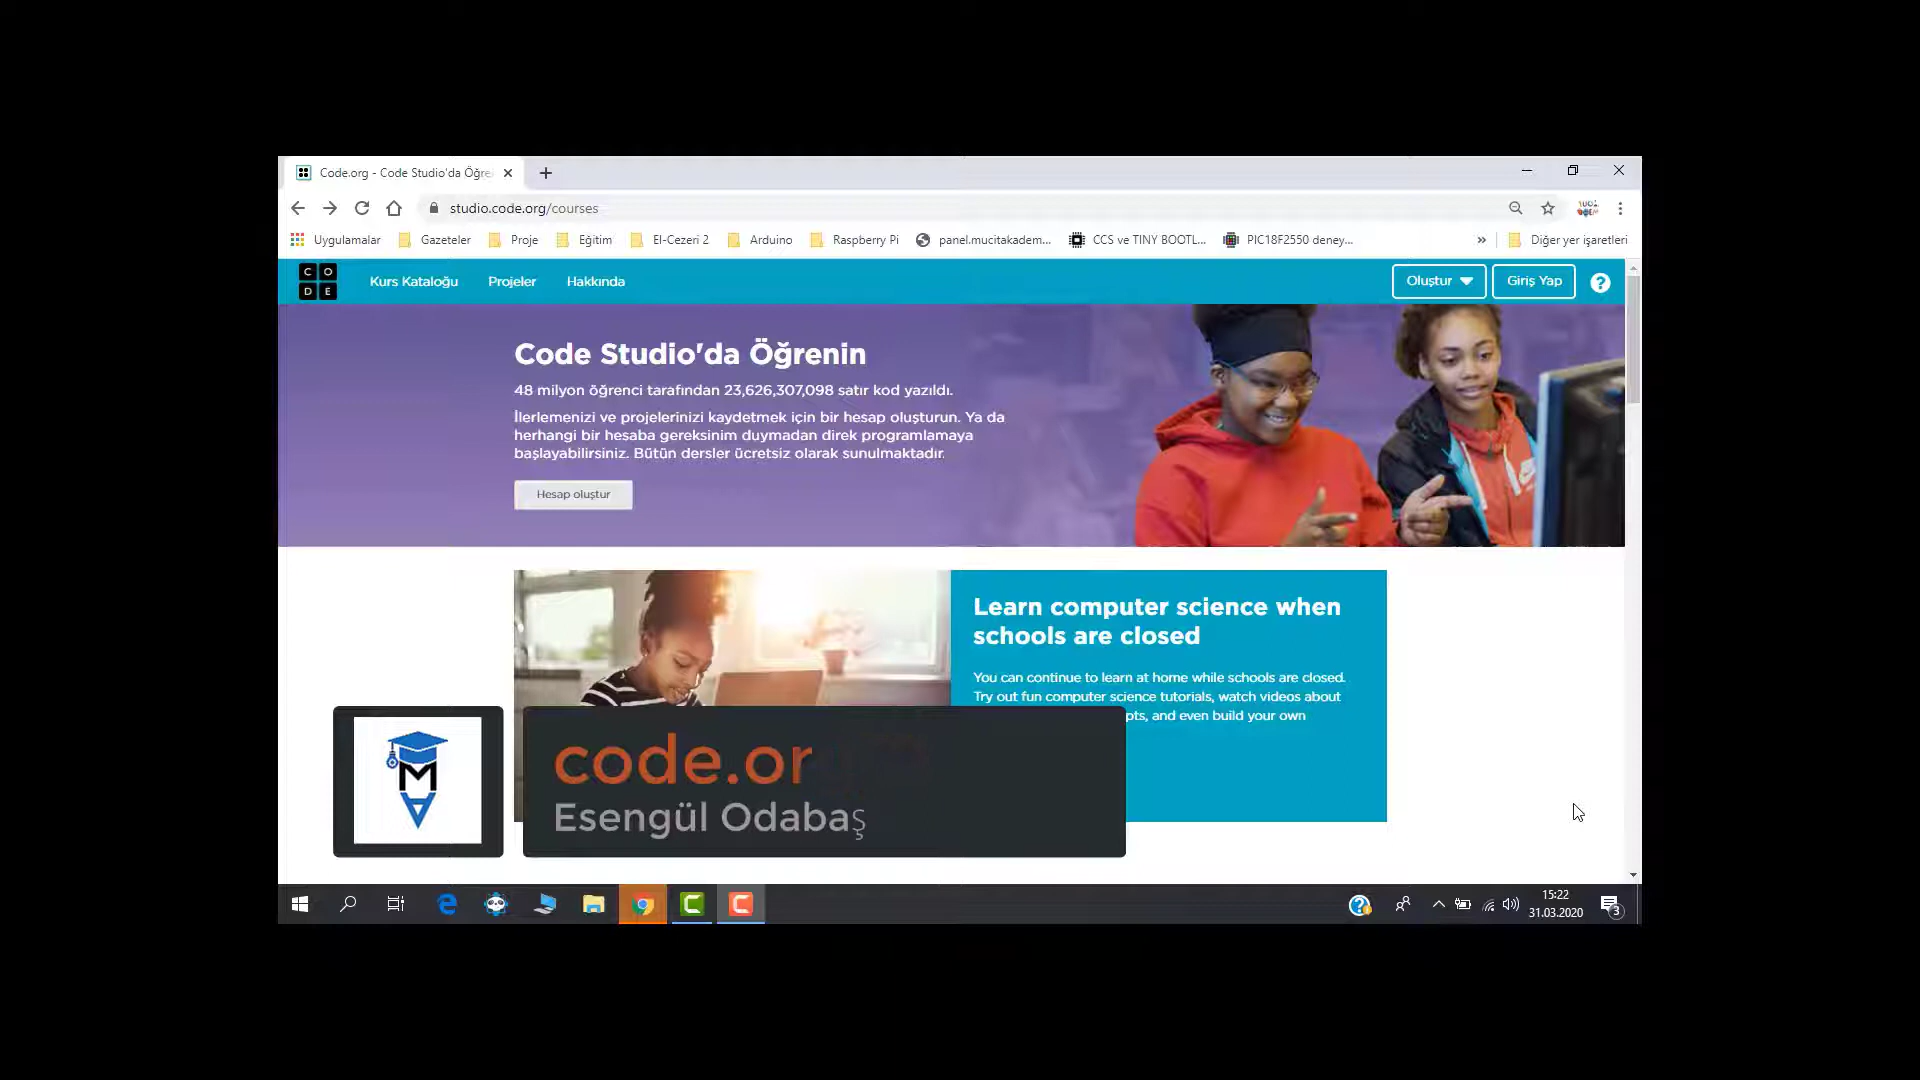 Code.org - Code Studio'da Öğre
studio.code.org/courses
Uygulamalar Gazeteler Proje Eğitim El-Cezeri 2 Arduino Raspberry Pi panel.mucitakadem... CCS ve TINY BOOTL... PIC18F2550 deney... » Diğer yer işaretleri
CODE Kurs Kataloğu Projeler Hakkında Oluştur Giriş Yap ?
Code Studio'da Öğrenin
48 milyon öğrenci tarafından 23,626,307,098 satır kod yazıldı.
İlerlemenizi ve projelerinizi kaydetmek için bir hesap oluşturun. Ya da
herhangi bir hesaba gereksinim duymadan direk programlamaya
başlayabilirsiniz. Bütün dersler ücretsiz olarak sunulmaktadır.
Hesap oluştur
Learn computer science when
schools are closed
You can continue to learn at home while schools are closed.
Try out fun computer science tutorials, watch videos about
pts, and even build your own
code.or
Esengül Odabaş
15:22
31.03.2020
3